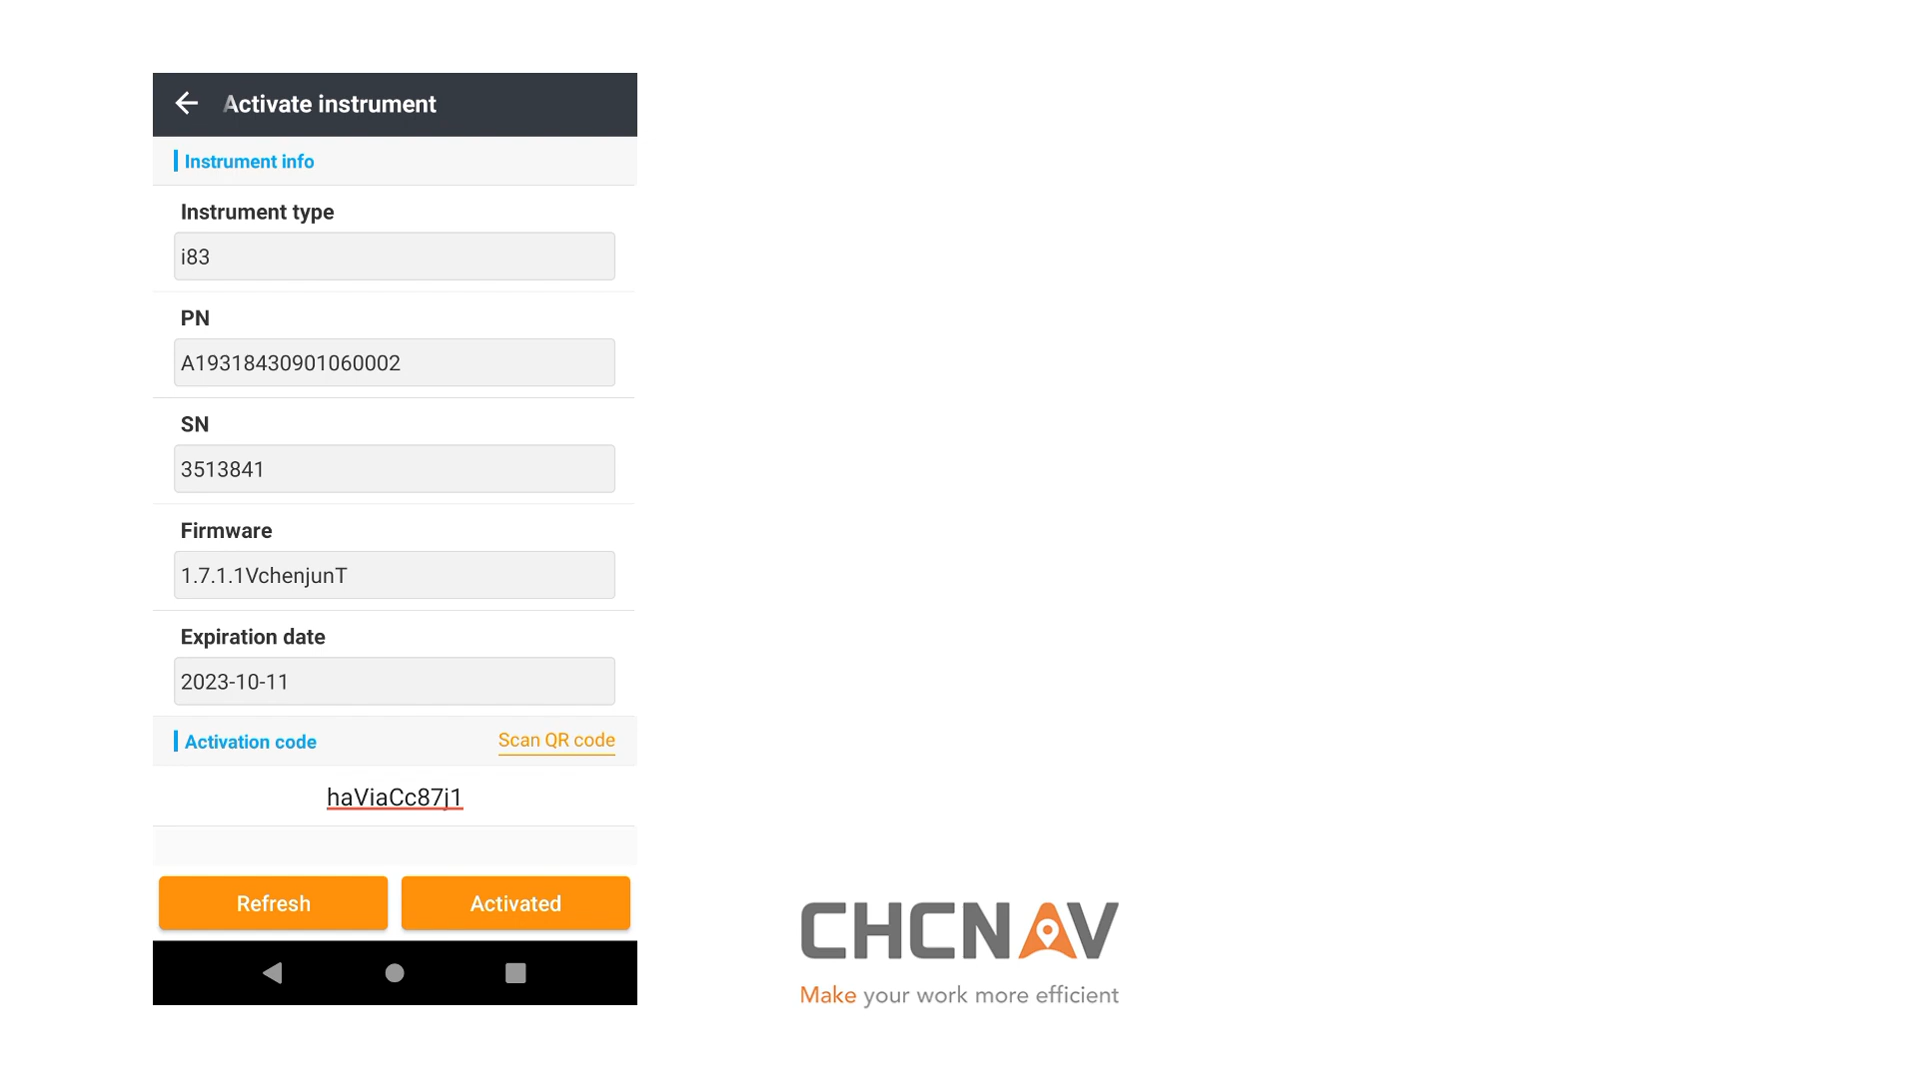 Activate instrument
Instrument info
Instrument type
i83
PN
A19318430901060002
SN
3513841
Firmware
1.7.1.1VchenjunT
Expiration date
2023-10-11
Activation code
Scan QR code
haViaCc87j1
Refresh
Activated
CHCNAV
Make your work more efficient